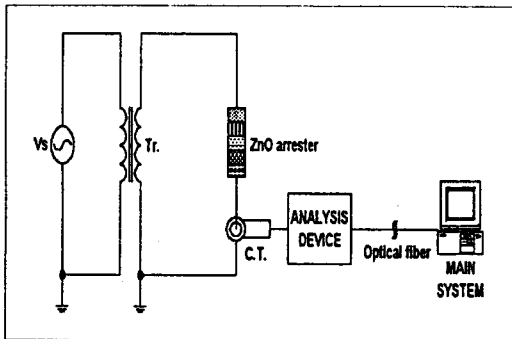 Vs
Tr.
ZnO arrester
C.T.
ANALYSIS
DEVICE
Optical fiber
MAIN
SYSTEM